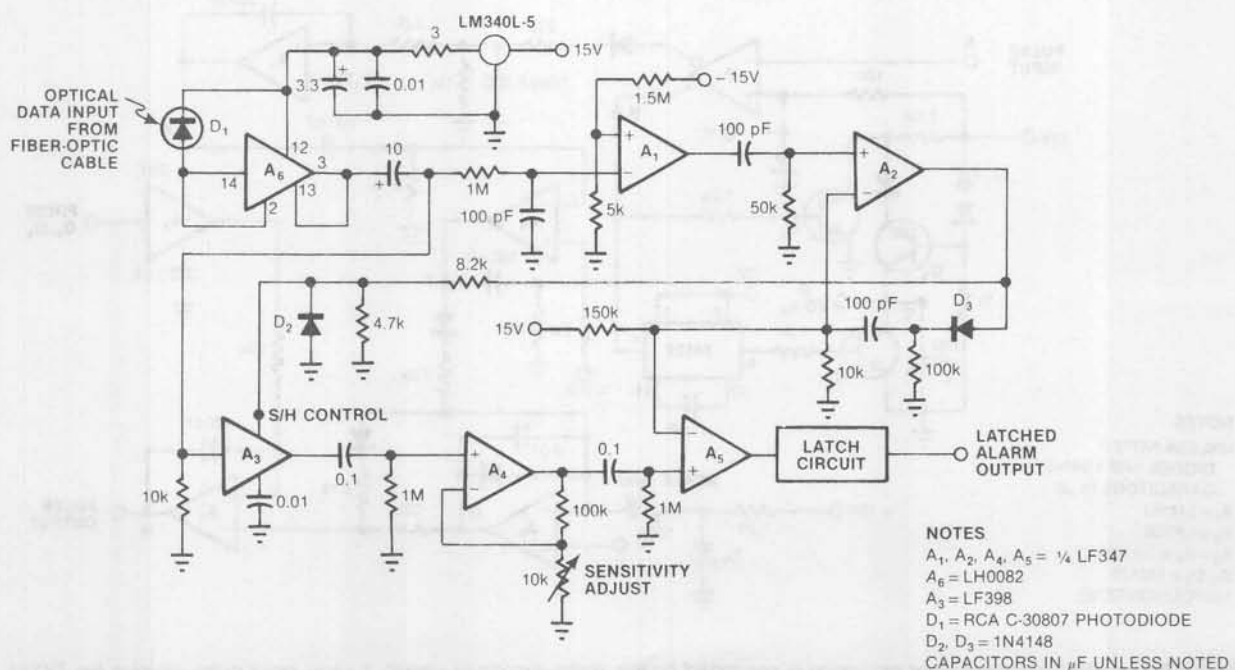 LM340L-5
3
15V
3.3
+
0.01
-15V
1.5M
OPTICAL
DATA INPUT
FROM
FIBER-OPTIC
CABLE
D1
12
A6
3
14
13
2
10
+
1M
100 pF
+
A1
−
5k
100 pF
50k
+
A2
−
8.2k
D2
4.7k
15V
150k
100 pF
D3
10k
100k
S/H CONTROL
A3
10k
0.01
0.1
1M
+
A4
−
100k
10k
SENSITIVITY
ADJUST
0.1
1M
−
A5
+
LATCH
CIRCUIT
LATCHED
ALARM
OUTPUT
NOTES
A1, A2, A4, A5 = ¼ LF347
A6 = LH0082
A3 = LF398
D1 = RCA C-30807 PHOTODIODE
D2, D3 = 1N4148
CAPACITORS IN µF UNLESS NOTED